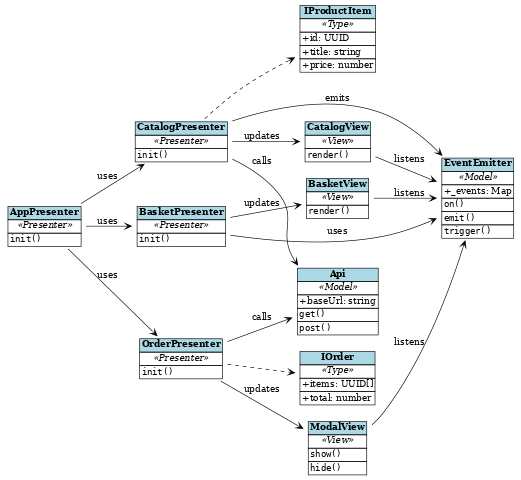 IProductItem
«Type»
+id: UUID
+title: string
+price: number
emits
CatalogPresenter
«Presenter»
init()
updates
CatalogView
«View»
render()
calls
listens
EventEmitter
«Model»
+_events: Map
on()
emit()
trigger()
uses
BasketView
«View»
render()
listens
updates
AppPresenter
«Presenter»
init()
uses
BasketPresenter
«Presenter»
init()
uses
uses
Api
«Model»
+baseUrl: string
get()
post()
calls
OrderPresenter
«Presenter»
init()
listens
IOrder
«Type»
+items: UUID[]
+total: number
updates
ModalView
«View»
show()
hide()